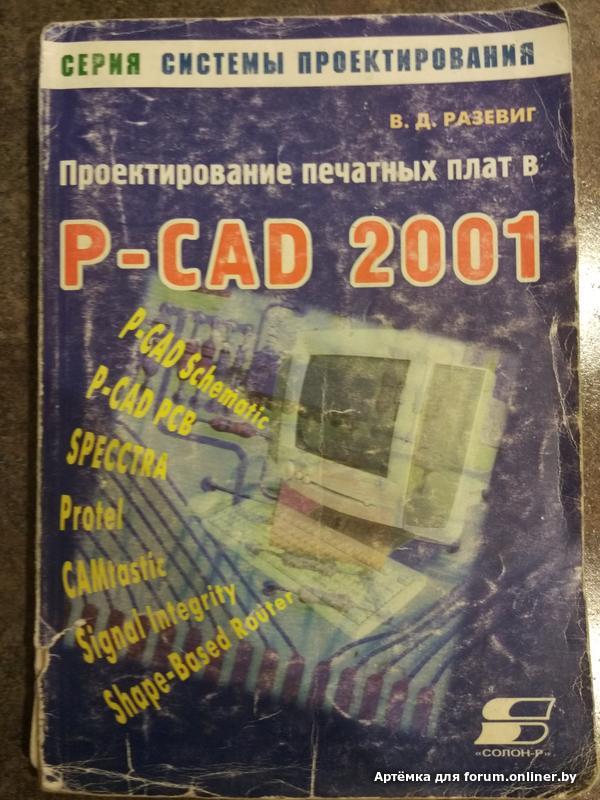 СЕРИЯ СИСТЕМЫ ПРОЕКТИРОВАНИЯ
В. Д. РАЗЕВИГ
Проектирование печатных плат в
P-CAD 2001
P-CAD Schematic
P-CAD PCB
SPECCTRA
Protel
CAMtastic
Signal Integrity
Shape-Based Router
«СОЛОН-Р»
Артёмка для forum.onliner.by